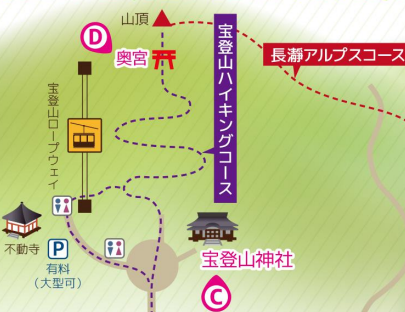 山頂
D
奥宮
宝登山ハイキングコース
長瀞アルプスコース
宝登山ロープウェイ
不動寺
P
有料
(大型可)
宝登山神社
C